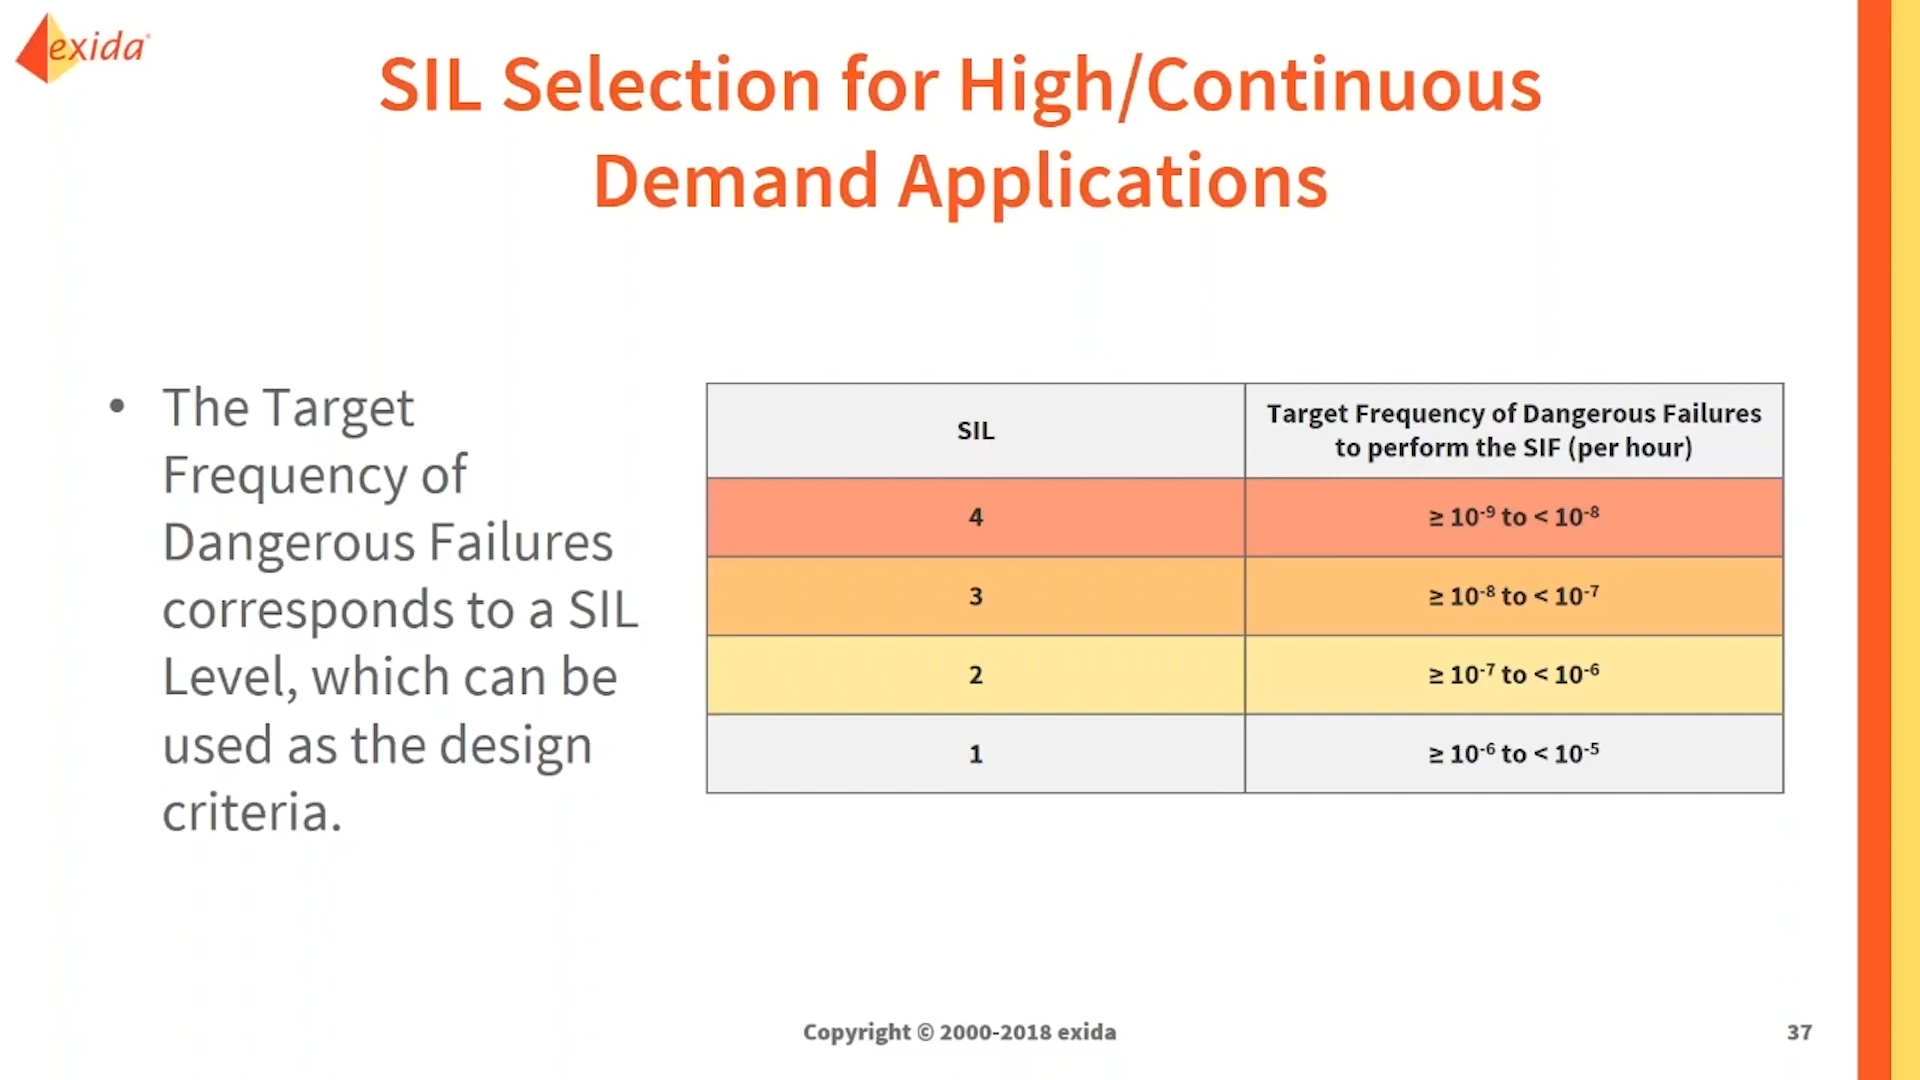 exida
SIL Selection for High/Continuous
Demand Applications
• The Target
Frequency of
Dangerous Failures
corresponds to a SIL
Level, which can be
used as the design
criteria.
SIL Target Frequency of Dangerous Failures
to perform the SIF (per hour)
4 ≥ 10⁻⁹ to < 10⁻⁸
3 ≥ 10⁻⁸ to < 10⁻⁷
2 ≥ 10⁻⁷ to < 10⁻⁶
1 ≥ 10⁻⁶ to < 10⁻⁵
Copyright © 2000-2018 exida
37